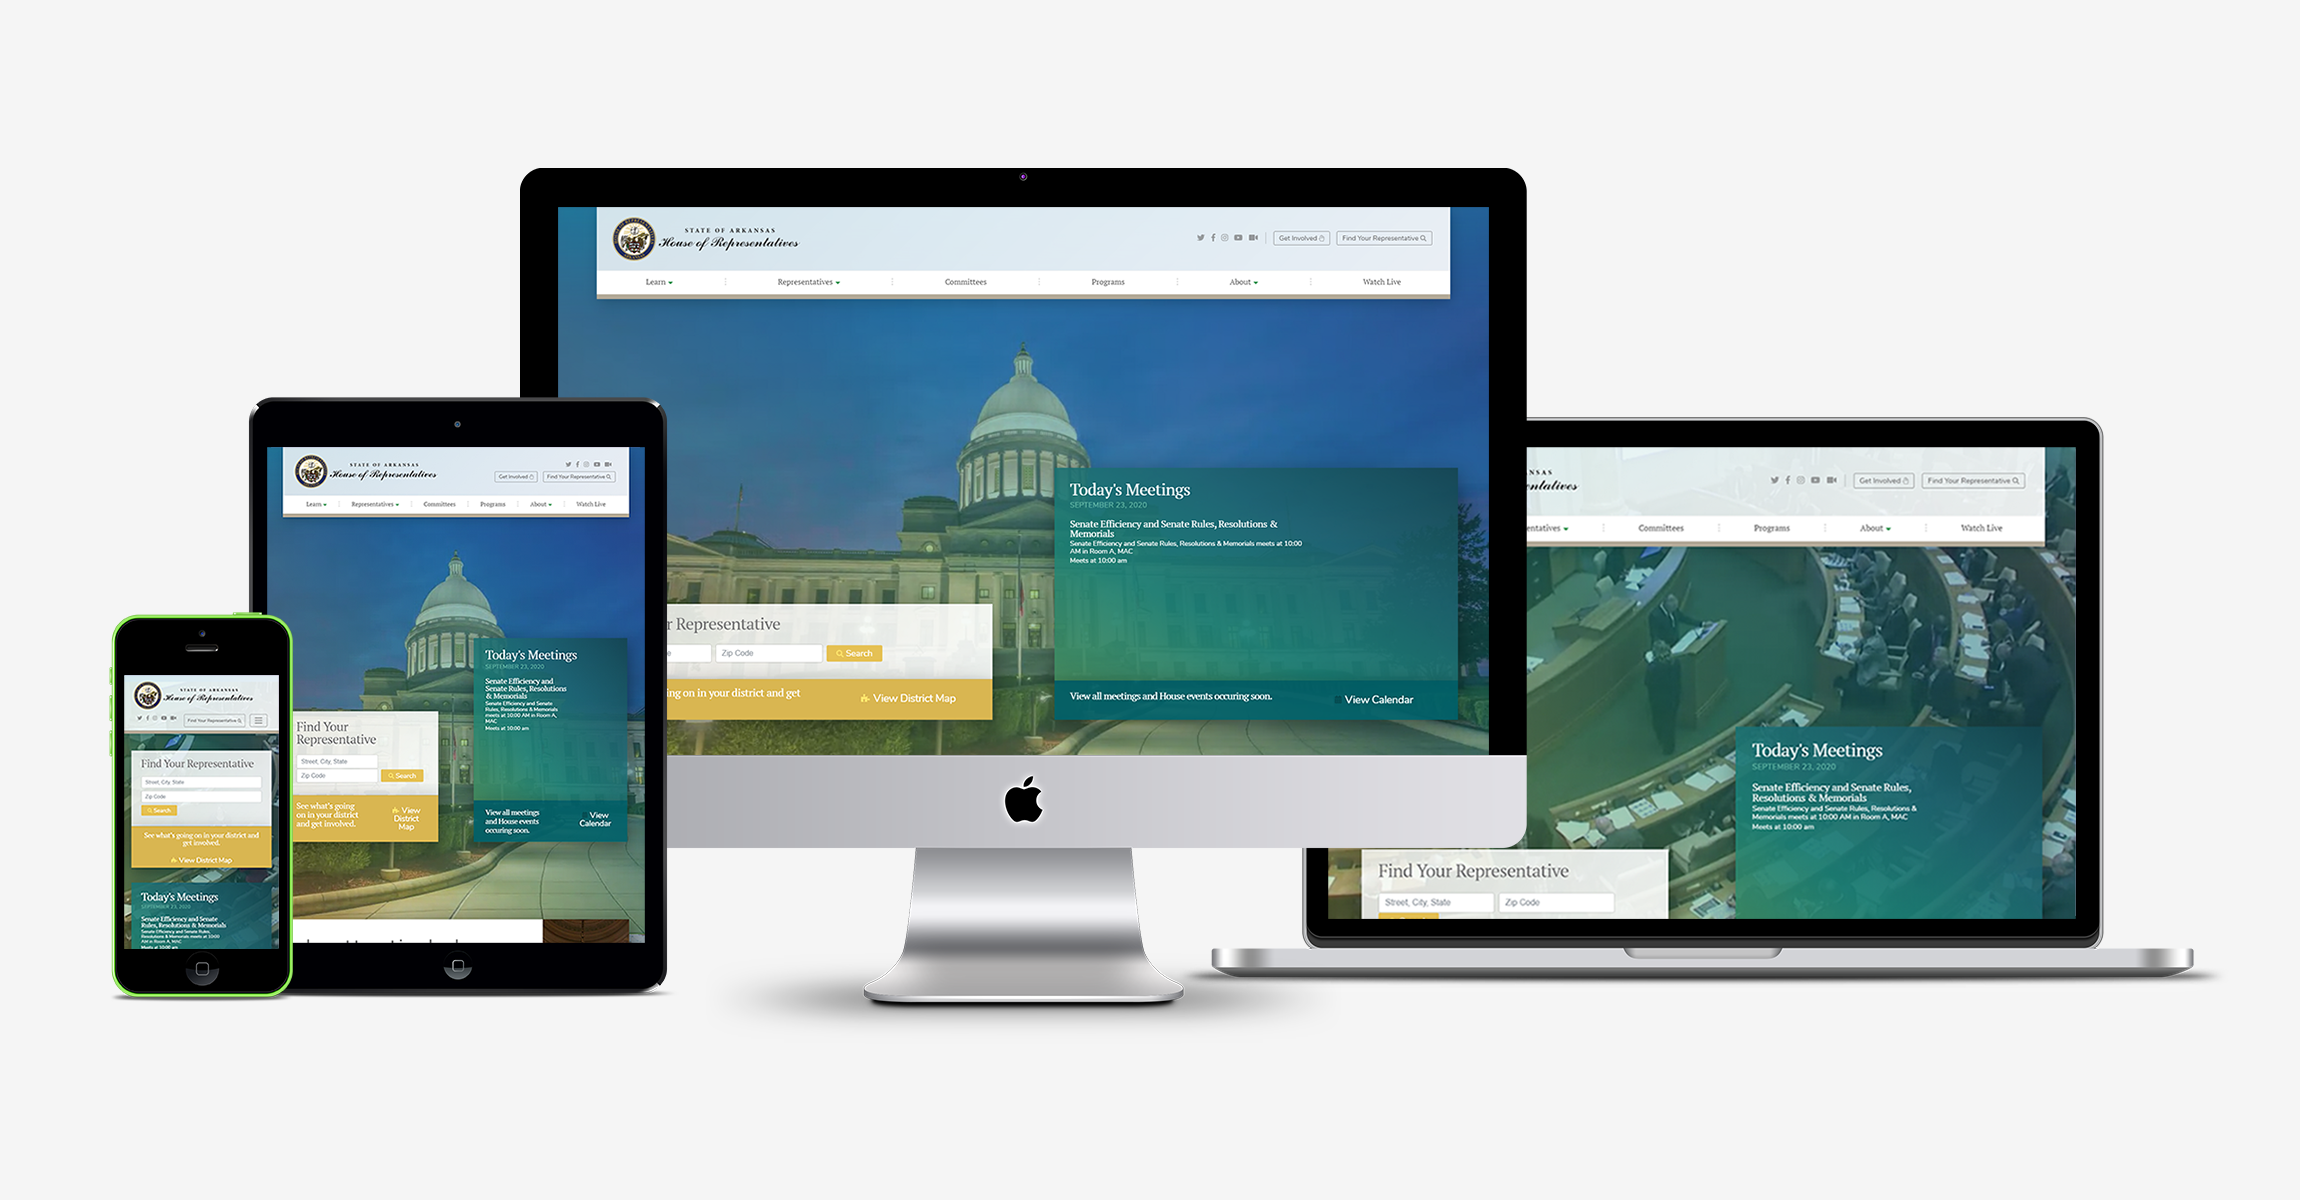 STATE OF ARKANSAS
House of Representatives
Get Involved
Find Your Representative
Learn
Representatives
Committees
Programs
About
Watch Live
r Representative
e
Zip Code
Search
ing on in your district and get
View District Map
Today's Meetings
SEPTEMBER 23, 2020
Senate Efficiency and Senate Rules, Resolutions &
Memorials
Senate Efficiency and Senate Rules, Resolutions & Memorials meets at 10:00
AM in Room A, MAC
Meets at 10:00 am
View all meetings and House events occuring soon.
View Calendar
STATE OF ARKANSAS
House of Representatives
Get Involved
Find Your Representative
Learn
Representatives
Committees
Programs
About
Watch Live
Find Your
Representative
Street, City, State
Zip Code
Search
See what's going
on in your district
and get involved.
View
District
Map
Today's Meetings
SEPTEMBER 23, 2020
Senate Efficiency and
Senate Rules, Resolutions
& Memorials
Senate Efficiency and Senate
Rules, Resolutions & Memorials
meets at 10:00 AM in Room A,
MAC
Meets at 10:00 am
View all meetings
and House events
occuring soon.
View
Calendar
STATE OF ARKANSAS
House of Representatives
Find Your Representative
Find Your Representative
Street, City, State
Zip Code
Search
See what's going on in your district and
get involved.
View District Map
Today's Meetings
SEPTEMBER 23, 2020
Senate Efficiency and Senate
Rules, Resolutions & Memorials
Senate Efficiency and Senate Rules,
Resolutions & Memorials meets at 10:00
AM in Room A, MAC
Meets at 10:00 am
NSAS
entatives
Get Involved
Find Your Representative
entatives
Committees
Programs
About
Watch Live
Find Your Representative
Street, City, State
Zip Code
Today's Meetings
SEPTEMBER 23, 2020
Senate Efficiency and Senate Rules,
Resolutions & Memorials
Senate Efficiency and Senate Rules, Resolutions &
Memorials meets at 10:00 AM in Room A, MAC
Meets at 10:00 am